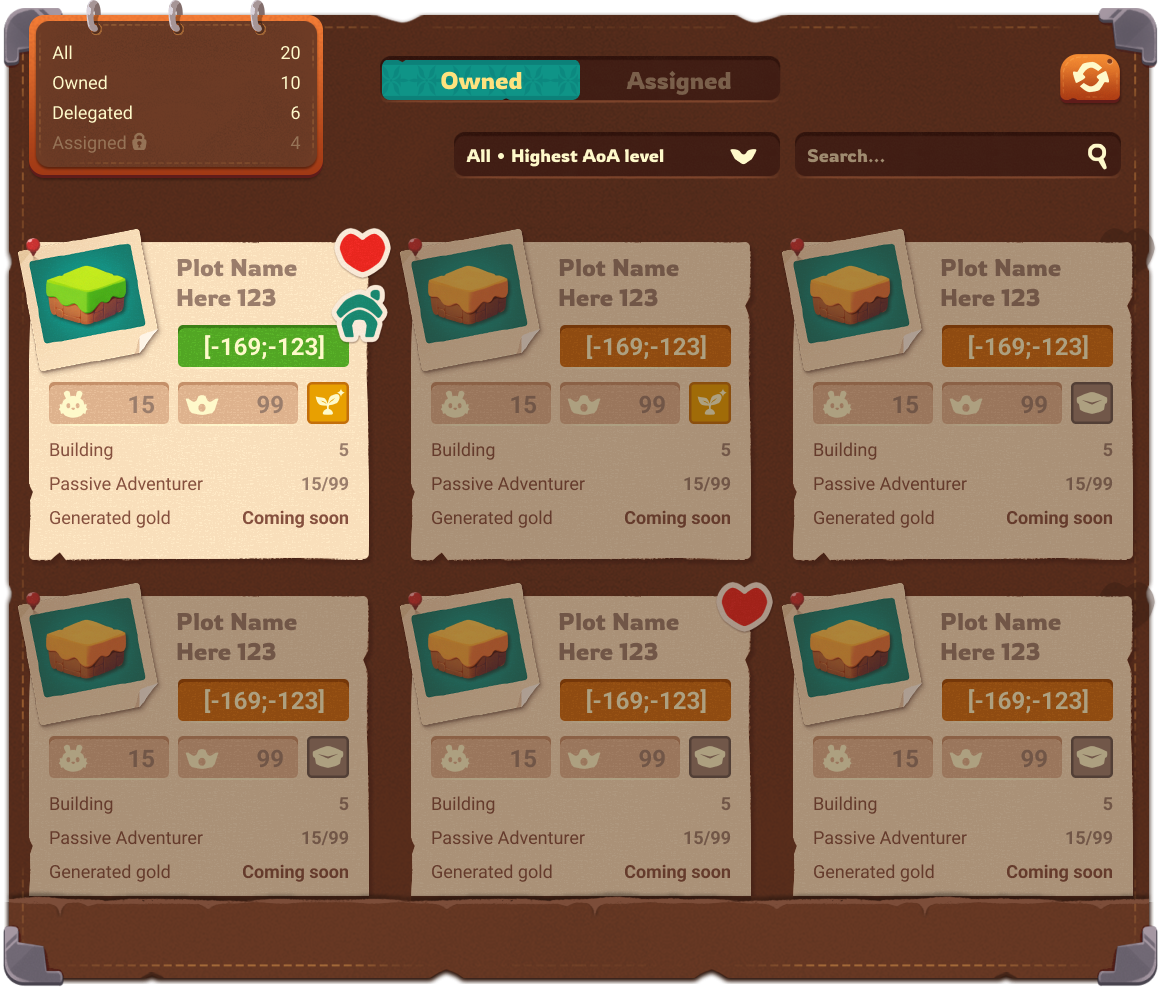 All 20
Owned 10
Delegated 6
Assigned 4
Owned Assigned
All • Highest AoA level
Search...
Plot Name
Here 123
[-169;-123]
15 99
Building 5
Passive Adventurer 15/99
Generated gold Coming soon
Plot Name
Here 123
[-169;-123]
15 99
Building 5
Passive Adventurer 15/99
Generated gold Coming soon
Plot Name
Here 123
[-169;-123]
15 99
Building 5
Passive Adventurer 15/99
Generated gold Coming soon
Plot Name
Here 123
[-169;-123]
15 99
Building 5
Passive Adventurer 15/99
Generated gold Coming soon
Plot Name
Here 123
[-169;-123]
15 99
Building 5
Passive Adventurer 15/99
Generated gold Coming soon
Plot Name
Here 123
[-169;-123]
15 99
Building 5
Passive Adventurer 15/99
Generated gold Coming soon